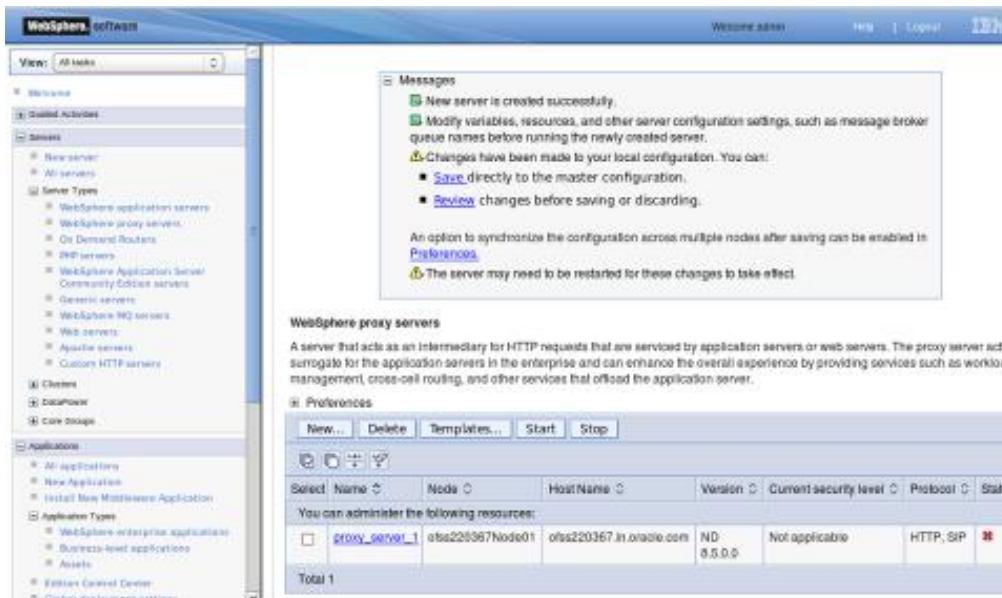 WebSphere. software
Welcome admin
Help | Logout
IBM
View: All tasks
Welcome
Guided Activities
Servers
New server
All servers
Server Types
WebSphere application servers
WebSphere proxy servers
On Demand Routers
PHP servers
WebSphere Application Server
Community Edition servers
Generic servers
WebSphere MQ servers
Web servers
Apache servers
Custom HTTP servers
Clusters
DataPower
Core Groups
Applications
All applications
New Application
Install New Middleware Application
Application Types
WebSphere enterprise applications
Business-level applications
Assets
Edition Control Center
Global deployment settings
Messages
New server is created successfully.
Modify variables, resources, and other server configuration settings, such as message broker
queue names before running the newly created server.
Changes have been made to your local configuration. You can:
Save directly to the master configuration.
Review changes before saving or discarding.
An option to synchronize the configuration across multiple nodes after saving can be enabled in
Preferences.
The server may need to be restarted for these changes to take effect.
WebSphere proxy servers
A server that acts as an intermediary for HTTP requests that are serviced by application servers or web servers. The proxy server act
surrogate for the application servers in the enterprise and can enhance the overall experience by providing services such as worklo
management, cross-cell routing, and other services that offload the application server.
Preferences
New... Delete Templates... Start Stop
Select Name Node Host Name Version Current security level Protocol Stat
You can administer the following resources:
proxy_server_1 ofss220367Node01 ofss220367.in.oracle.com ND Not applicable HTTP, SIP
8.5.0.0
Total 1